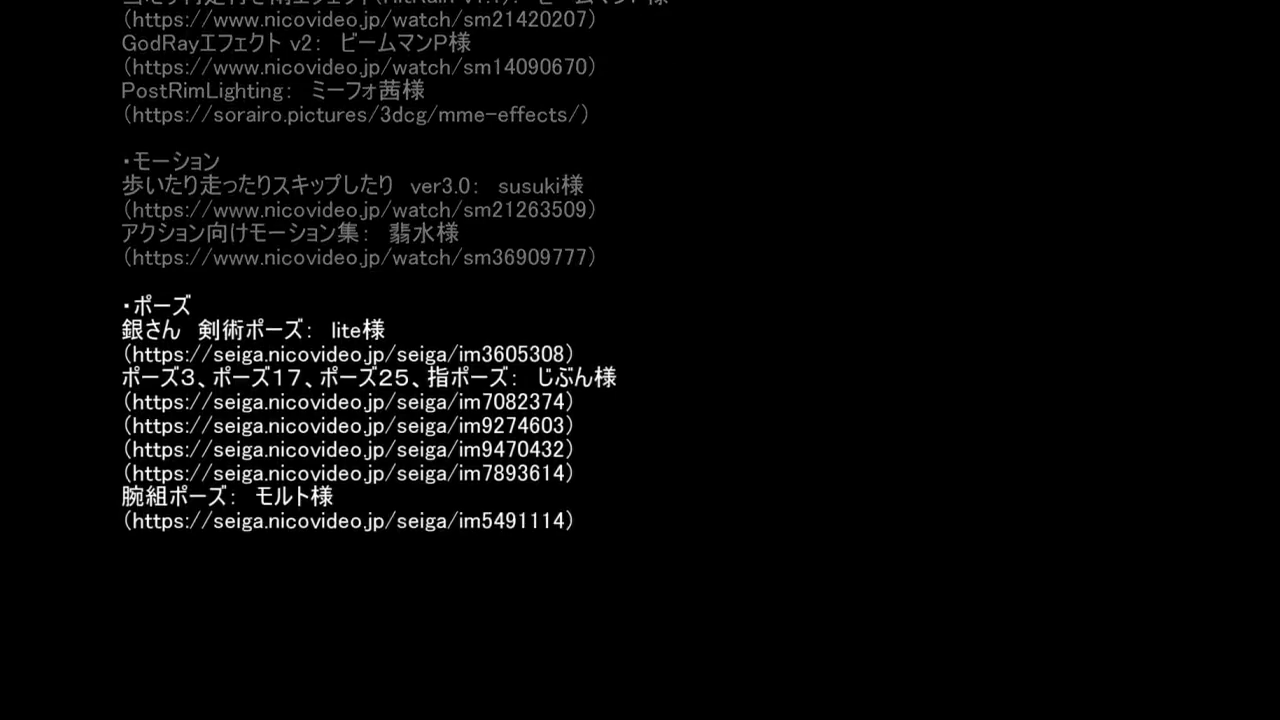 (https://www.nicovideo.jp/watch/sm21420207)
GodRayエフェクト v2： ビームマンP様
(https://www.nicovideo.jp/watch/sm14090670)
PostRimLighting： ミーフォ茜様
(https://sorairo.pictures/3dcg/mme-effects/)
・モーション
歩いたり走ったりスキップしたり ver3.0： susuki様
(https://www.nicovideo.jp/watch/sm21263509)
アクション向けモーション集： 翡水様
(https://www.nicovideo.jp/watch/sm36909777)
・ポーズ
銀さん 剣術ポーズ： lite様
(https://seiga.nicovideo.jp/seiga/im3605308)
ポーズ３、ポーズ１７、ポーズ２５、指ポーズ： じぶん様
(https://seiga.nicovideo.jp/seiga/im7082374)
(https://seiga.nicovideo.jp/seiga/im9274603)
(https://seiga.nicovideo.jp/seiga/im9470432)
(https://seiga.nicovideo.jp/seiga/im7893614)
腕組ポーズ： モルト様
(https://seiga.nicovideo.jp/seiga/im5491114)